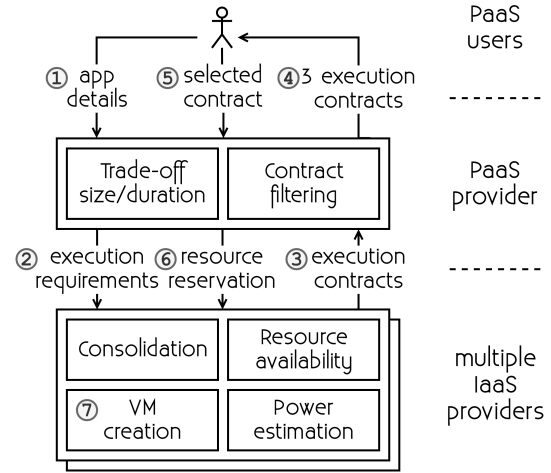 PaaS
users
① app
details
⑤ selected
contract
④ 3 execution
contracts
Trade-off
size/duration
Contract
filtering
PaaS
provider
② execution
requirements
⑥ resource
reservation
③ execution
contracts
Consolidation
Resource
availability
⑦ VM
creation
Power
estimation
multiple
IaaS
providers